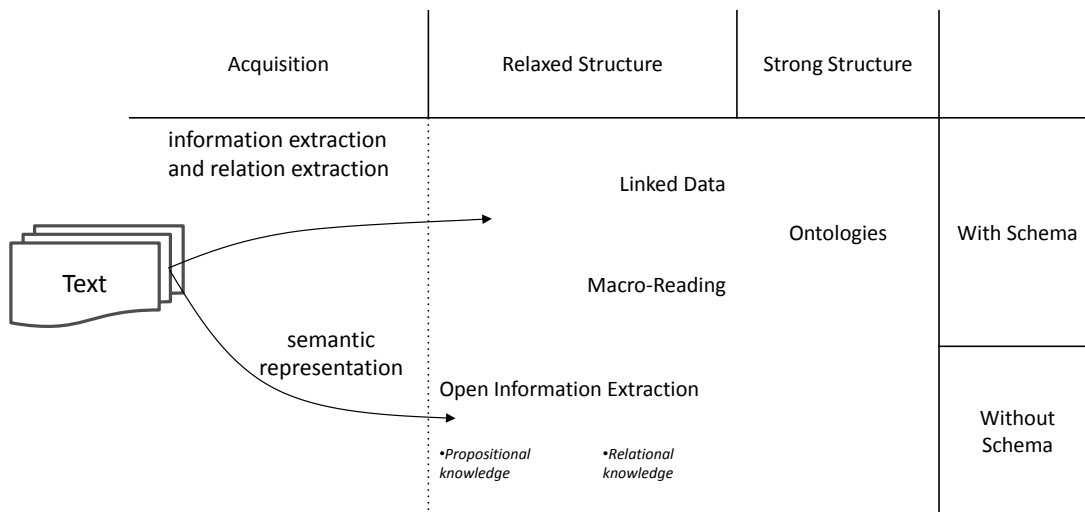 Acquisition
Relaxed Structure
Strong Structure
information extraction
and relation extraction
Linked Data
Ontologies
With Schema
Text
Macro-Reading
semantic
representation
Open Information Extraction
Without
Schema
•Propositional
knowledge
•Relational
knowledge